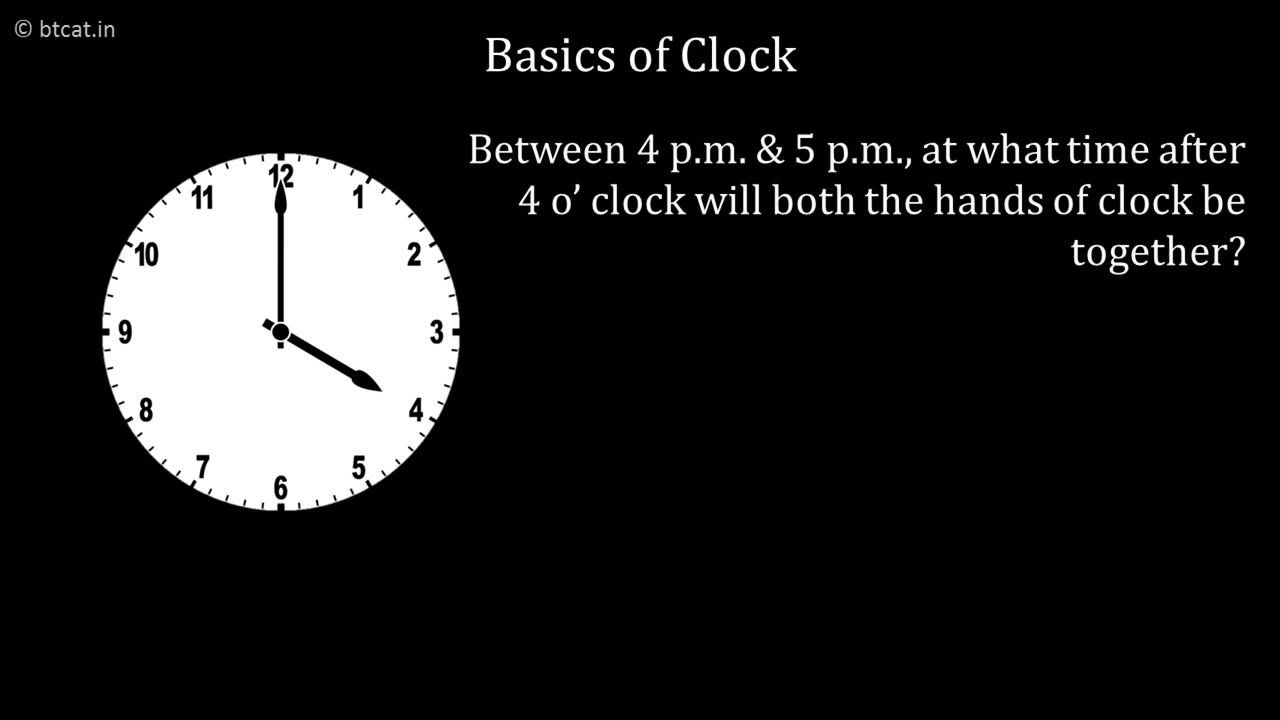 © btcat.in
Basics of Clock
Between 4 p.m. & 5 p.m., at what time after
4 o’ clock will both the hands of clock be
together?
12
11
1
10
2
9
3
8
4
7
5
6